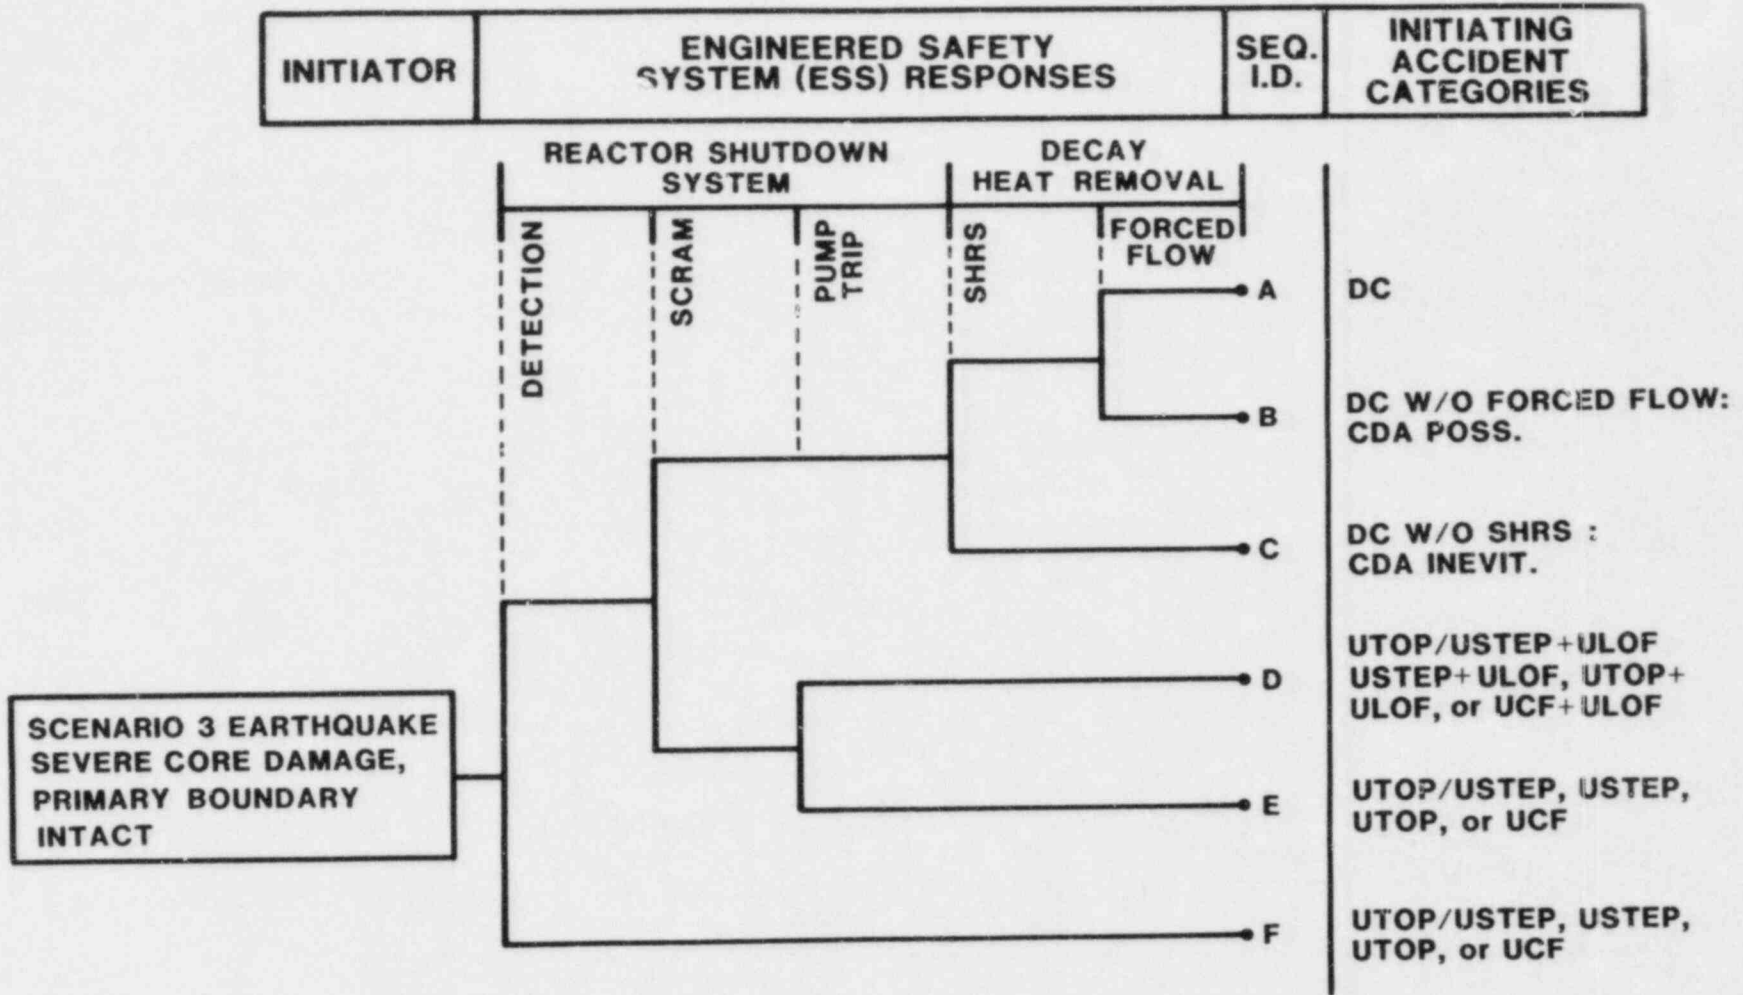 INITIATOR
ENGINEERED SAFETY
SYSTEM (ESS) RESPONSES
SEQ.
I.D.
INITIATING
ACCIDENT
CATEGORIES
REACTOR SHUTDOWN
SYSTEM
DECAY
HEAT REMOVAL
DETECTION
SCRAM
PUMP
TRIP
SHRS
FORCED
FLOW
A
DC
B
DC W/O FORCED FLOW:
CDA POSS.
C
DC W/O SHRS :
CDA INEVIT.
D
UTOP/USTEP+ULOF
USTEP+ULOF, UTOP+
ULOF, or UCF+ULOF
SCENARIO 3 EARTHQUAKE
SEVERE CORE DAMAGE,
PRIMARY BOUNDARY
INTACT
E
UTOP/USTEP, USTEP,
UTOP, or UCF
F
UTOP/USTEP, USTEP,
UTOP, or UCF